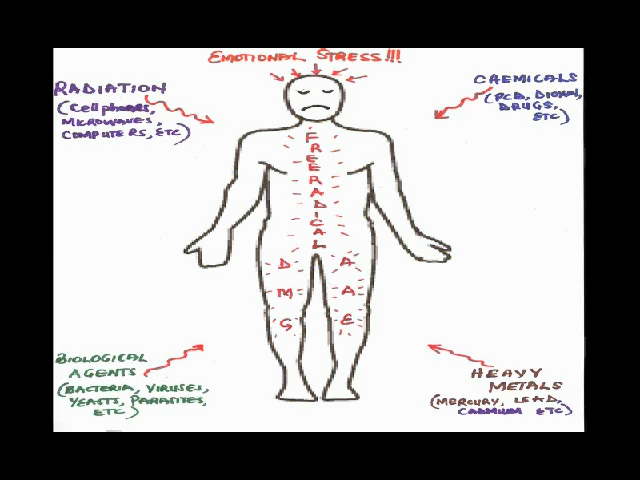 EMOTIONAL STRESS!!!
RADIATION
(Cell phones,
MICROWAVES,
COMPUTERS, ETC)
CHEMICALS
(PCB, DIOXIN,
DRUGS,
ETC)
FREE RADICAL
DAMAGE
BIOLOGICAL
AGENTS
(BACTERIA, VIRUSES,
YEASTS, PARASITES,
ETC)
HEAVY
METALS
(MERCURY, LEAD,
CADMIUM ETC)